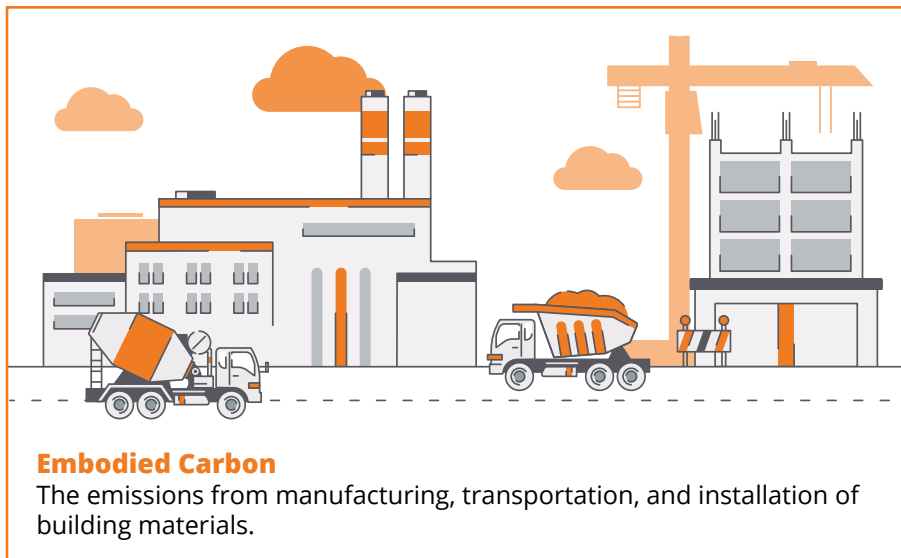 Embodied Carbon
The emissions from manufacturing, transportation, and installation of
building materials.